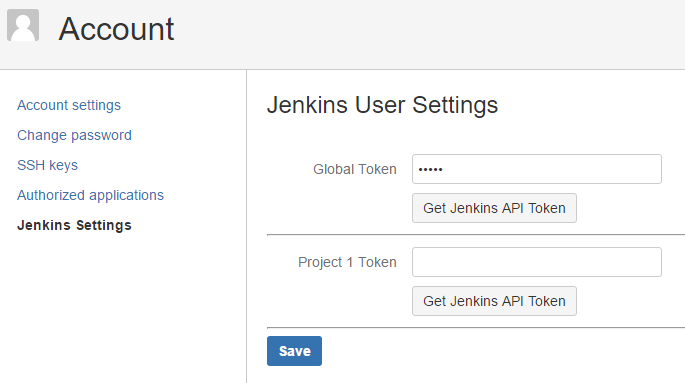 Account
Account settings
Change password
SSH keys
Authorized applications
Jenkins Settings
Jenkins User Settings
Global Token •••••
Get Jenkins API Token
Project 1 Token
Get Jenkins API Token
Save